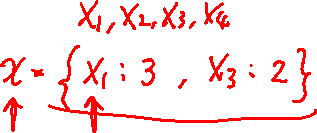 X₁, X₂, X₃, X₄
x = {X₁ : 3 , X₃ : 2}